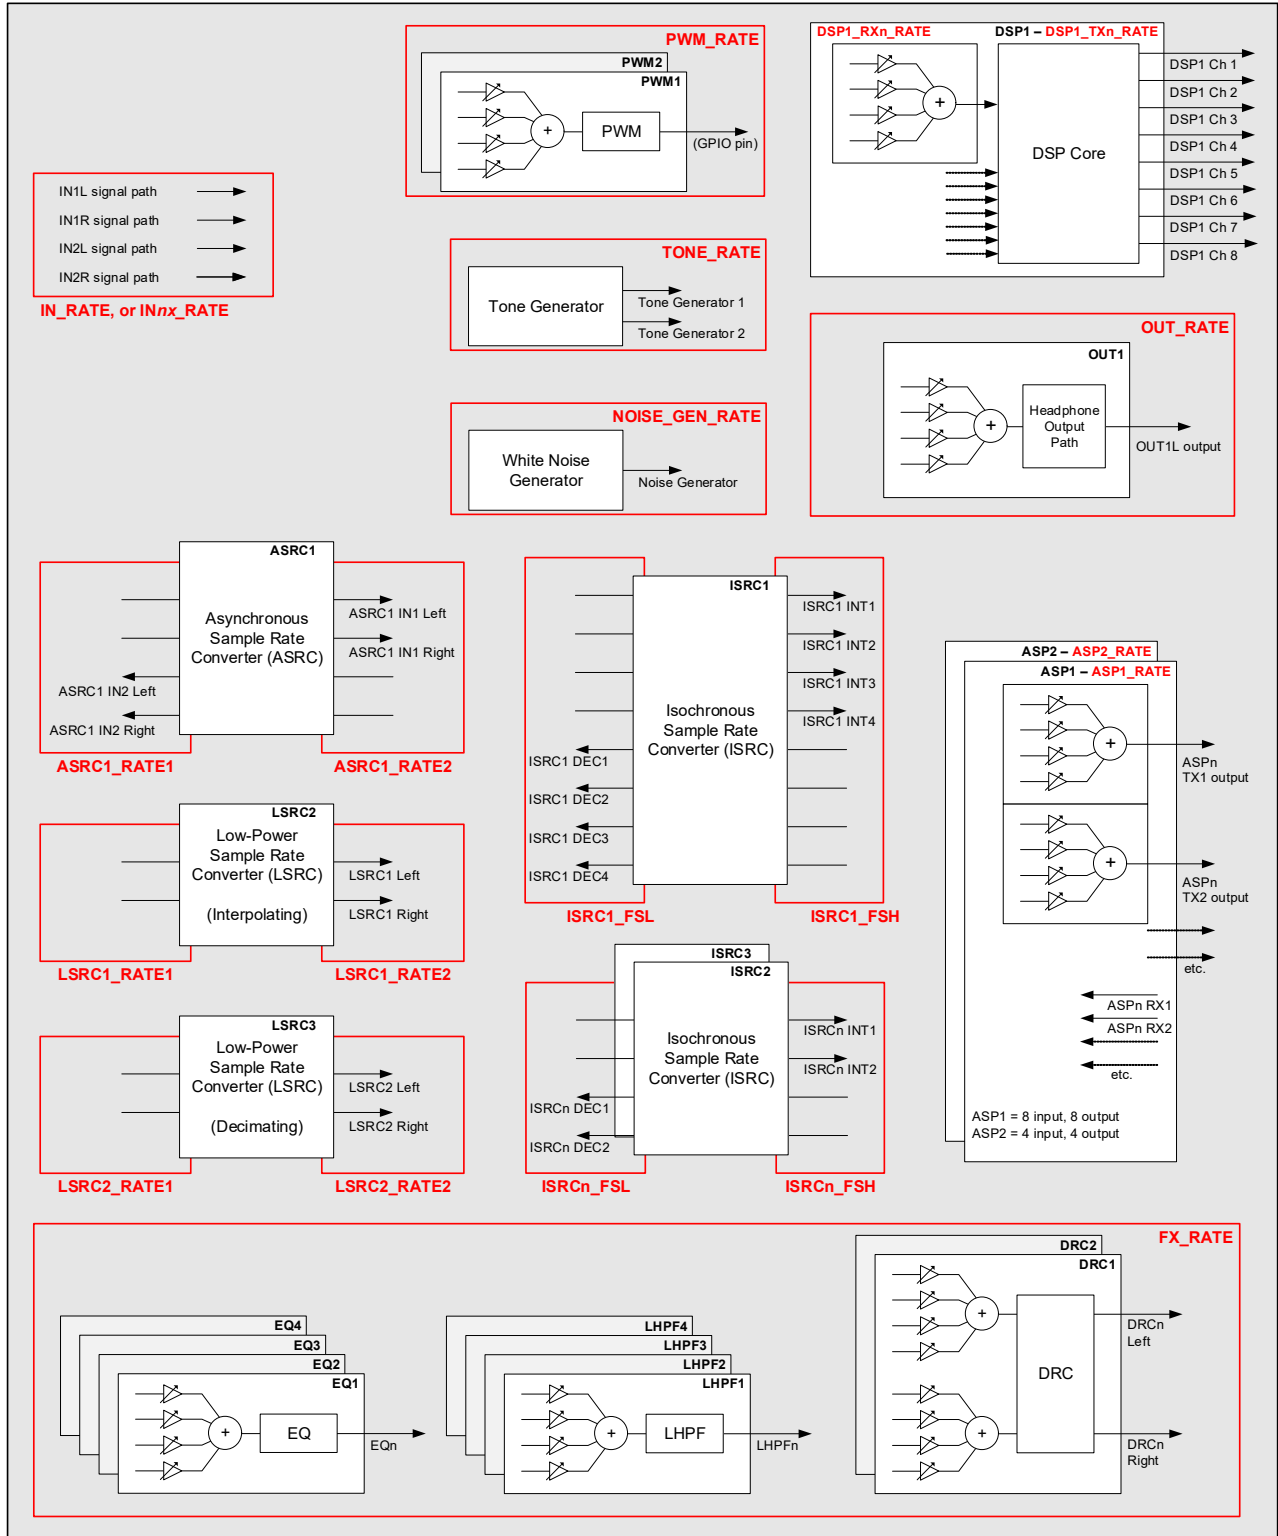 PWM_RATE
PWM2
PWM1
+
PWM
(GPIO pin)
DSP1_RXn_RATE
DSP1 – DSP1_TXn_RATE
+
DSP Core
DSP1 Ch 1
DSP1 Ch 2
DSP1 Ch 3
DSP1 Ch 4
DSP1 Ch 5
DSP1 Ch 6
DSP1 Ch 7
DSP1 Ch 8
IN1L signal path
IN1R signal path
IN2L signal path
IN2R signal path
IN_RATE, or INnx_RATE
TONE_RATE
Tone Generator
Tone Generator 1
Tone Generator 2
OUT_RATE
OUT1
+
Headphone
Output
Path
OUT1L output
NOISE_GEN_RATE
White Noise
Generator
Noise Generator
ASRC1
Asynchronous
Sample Rate
Converter (ASRC)
ASRC1 IN1 Left
ASRC1 IN1 Right
ASRC1 IN2 Left
ASRC1 IN2 Right
ASRC1_RATE1
ASRC1_RATE2
ISRC1
Isochronous
Sample Rate
Converter (ISRC)
ISRC1 INT1
ISRC1 INT2
ISRC1 INT3
ISRC1 INT4
ISRC1 DEC1
ISRC1 DEC2
ISRC1 DEC3
ISRC1 DEC4
ISRC1_FSL
ISRC1_FSH
ASP2 – ASP2_RATE
ASP1 – ASP1_RATE
+
ASPn
TX1 output
+
ASPn
TX2 output
etc.
ASPn RX1
ASPn RX2
etc.
ASP1 = 8 input, 8 output
ASP2 = 4 input, 4 output
LSRC2
Low-Power
Sample Rate
Converter (LSRC)
(Interpolating)
LSRC1 Left
LSRC1 Right
LSRC1_RATE1
LSRC1_RATE2
ISRC3
ISRC2
Isochronous
Sample Rate
Converter (ISRC)
ISRCn INT1
ISRCn INT2
ISRCn DEC1
ISRCn DEC2
ISRCn_FSL
ISRCn_FSH
LSRC3
Low-Power
Sample Rate
Converter (LSRC)
(Decimating)
LSRC2 Left
LSRC2 Right
LSRC2_RATE1
LSRC2_RATE2
FX_RATE
EQ4
EQ3
EQ2
EQ1
+
EQ
EQn
LHPF4
LHPF3
LHPF2
LHPF1
+
LHPF
LHPFn
DRC2
DRC1
+
+
DRC
DRCn
Left
DRCn
Right